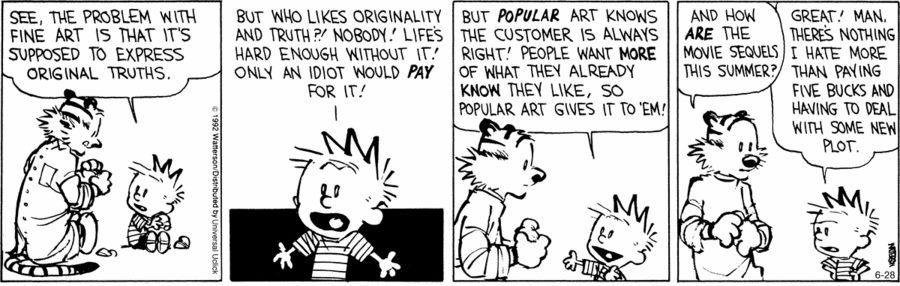 SEE, THE PROBLEM WITH
FINE ART IS THAT IT'S
SUPPOSED TO EXPRESS
ORIGINAL TRUTHS.
© 1992 Watterson/Distributed by Universal Uclick
BUT WHO LIKES ORIGINALITY
AND TRUTH?! NOBODY! LIFE'S
HARD ENOUGH WITHOUT IT!
ONLY AN IDIOT WOULD PAY
FOR IT!
BUT POPULAR ART KNOWS
THE CUSTOMER IS ALWAYS
RIGHT! PEOPLE WANT MORE
OF WHAT THEY ALREADY
KNOW THEY LIKE, SO
POPULAR ART GIVES IT TO 'EM!
AND HOW
ARE THE
MOVIE SEQUELS
THIS SUMMER?
GREAT! MAN,
THERE'S NOTHING
I HATE MORE
THAN PAYING
FIVE BUCKS AND
HAVING TO DEAL
WITH SOME NEW
PLOT.
WATTERSON
6-28